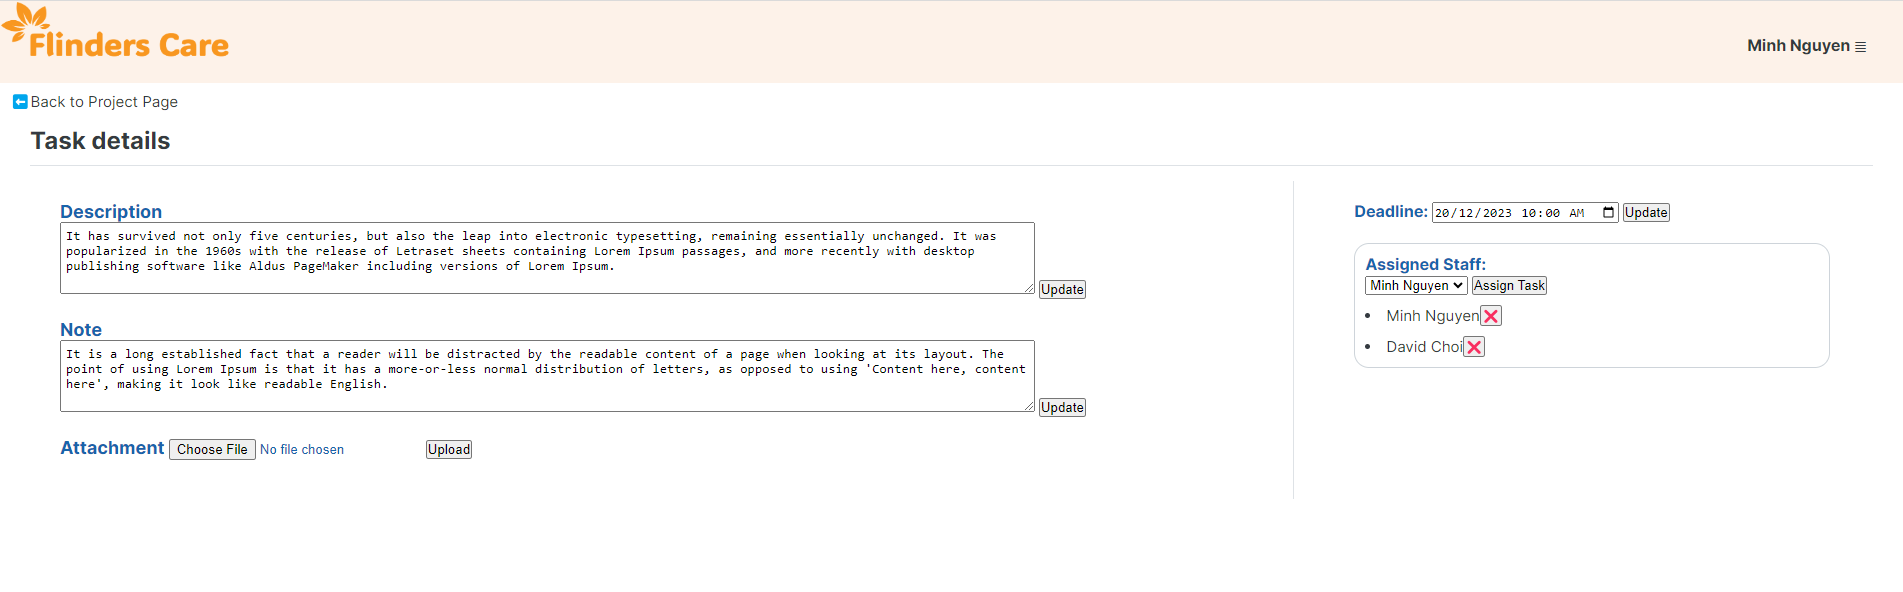 Flinders Care
Minh Nguyen
Back to Project Page
Task details
Description
It has survived not only five centuries, but also the leap into electronic typesetting, remaining essentially unchanged. It was
popularized in the 1960s with the release of Letraset sheets containing Lorem Ipsum passages, and more recently with desktop
publishing software like Aldus PageMaker including versions of Lorem Ipsum.
Update
Note
It is a long established fact that a reader will be distracted by the readable content of a page when looking at its layout. The
point of using Lorem Ipsum is that it has a more-or-less normal distribution of letters, as opposed to using 'Content here, content
here', making it look like readable English.
Update
Attachment Choose File No file chosen Upload
Deadline: 20/12/2023 10:00 AM Update
Assigned Staff:
Minh Nguyen Assign Task
• Minh Nguyen
• David Choi